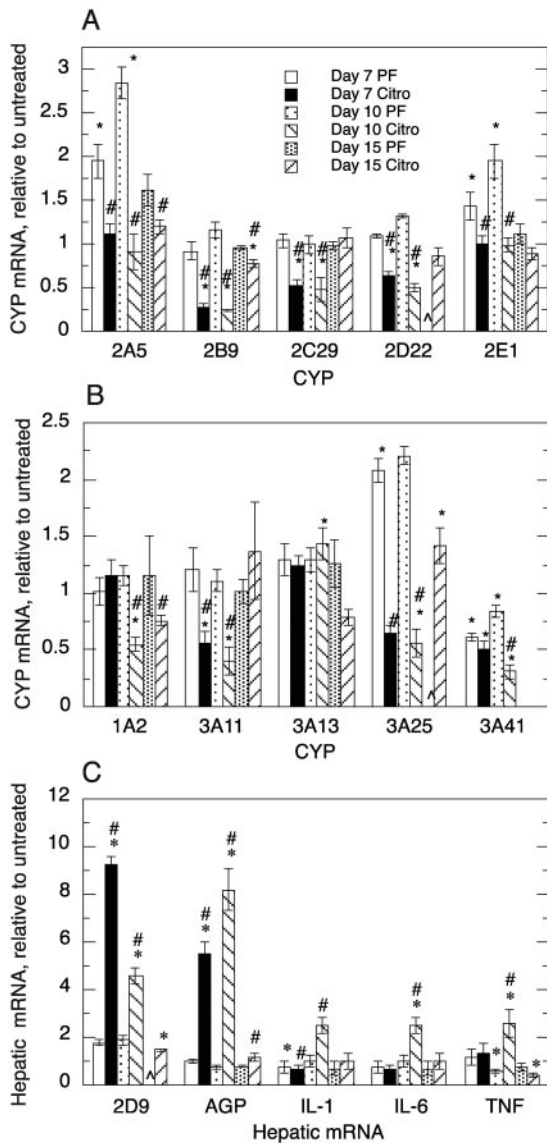 A
CYP mRNA, relative to untreated
3
2.5
2
1.5
1
0.5
0
Day 7 PF
Day 7 Citro
Day 10 PF
Day 10 Citro
Day 15 PF
Day 15 Citro
* # * # #
# * # * # *
# * # *
# * # * ^
* # * #
2A5 2B9 2C29 2D22 2E1
CYP
B
CYP mRNA, relative to untreated
2.5
2
1.5
1
0.5
0
# * #
# * # *
*
* # # * ^ *
* * * # *
1A2 3A11 3A13 3A25 3A41
CYP
C
Hepatic mRNA, relative to untreated
12
10
8
6
4
2
0
# * # * ^ *
# * # * #
* # #
# *
* # * *
2D9 AGP IL-1 IL-6 TNF
Hepatic mRNA